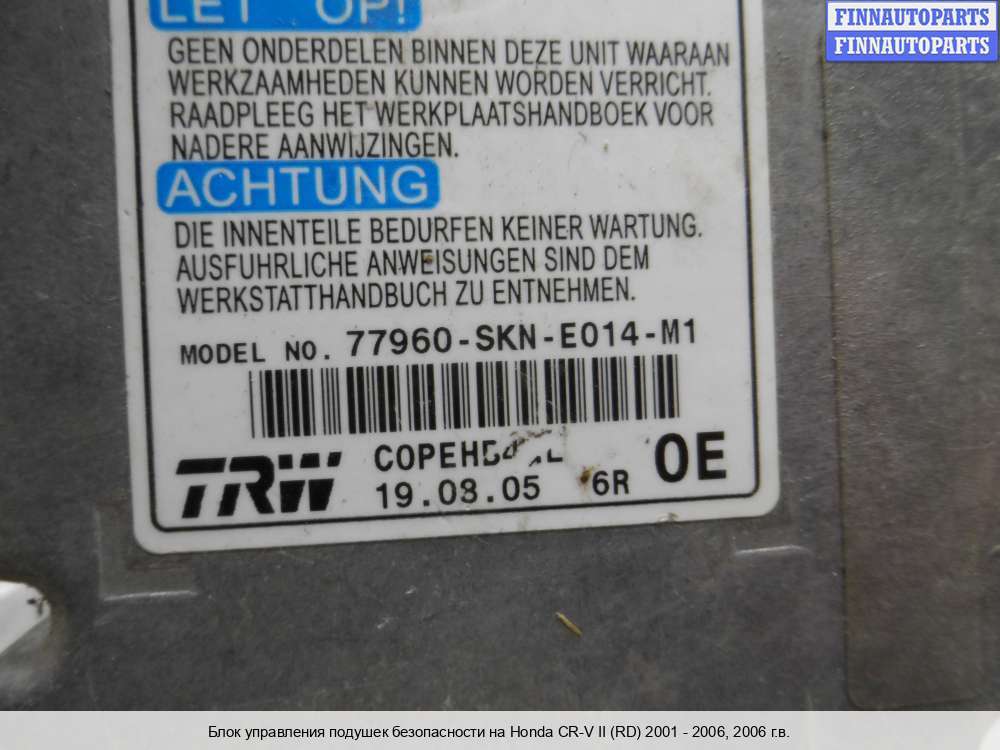 FINNAUTOPARTS
FINNAUTOPARTS
LET OP!
GEEN ONDERDELEN BINNEN DEZE UNIT WAARAAN
WERKZAAMHEDEN KUNNEN WORDEN VERRICHT.
RAADPLEEG HET WERKPLAATSHANDBOEK VOOR
NADERE AANWIJZINGEN.
ACHTUNG
DIE INNENTEILE BEDURFEN KEINER WARTUNG.
AUSFUHRLICHE ANWEISUNGEN SIND DEM
WERKSTATTHANDBUCH ZU ENTNEHMEN.
MODEL NO. 77960-SKN-E014-M1
TRW
19.08.05 6R OE
Блок управления подушек безопасности на Honda CR-V II (RD) 2001 - 2006, 2006 г.в.